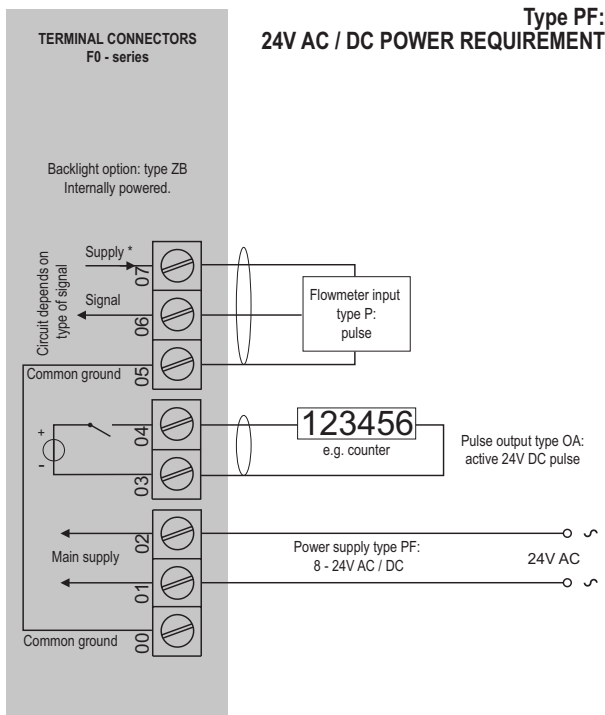 Type PF:
24V AC / DC POWER REQUIREMENT
TERMINAL CONNECTORS
F0 - series
Backlight option: type ZB
Internally powered.
Circuit depends on
type of signal
Supply *
07
Signal
06
Common ground
05
Flowmeter input
type P:
pulse
+
-
04
03
123456
e.g. counter
Pulse output type OA:
active 24V DC pulse
02
Main supply
01
Power supply type PF:
8 - 24V AC / DC
24V AC
Common ground
00